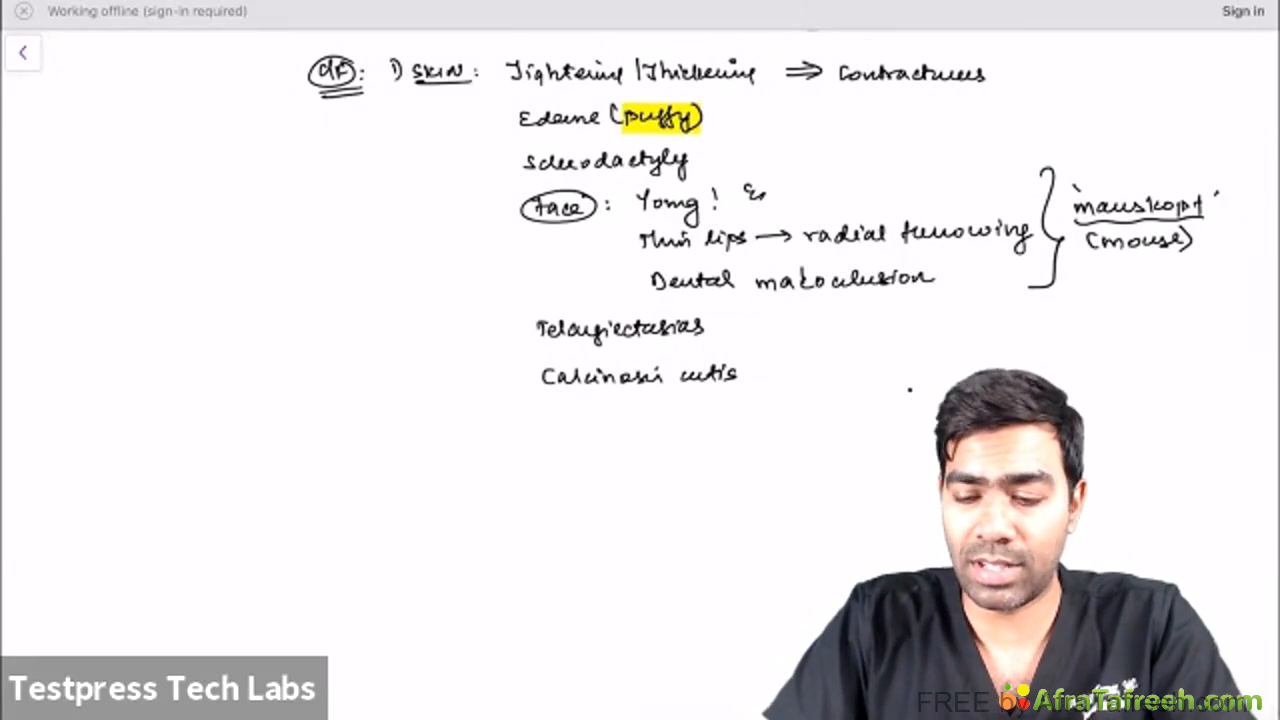 Working offline (sign-in required)
Sign in
C/F: 1) SKIN: Tightening / Thickening ⇒ Contractures
Edema (Puffy)
Sclerodactyly
Face: Young!
Thin lips → radial furrowing
'mauskopf'
(mouse)
Dental malocclusion
Telangiectasias
Calcinosis cutis
Testpress Tech Labs
FREE by AfraTafreeh.com